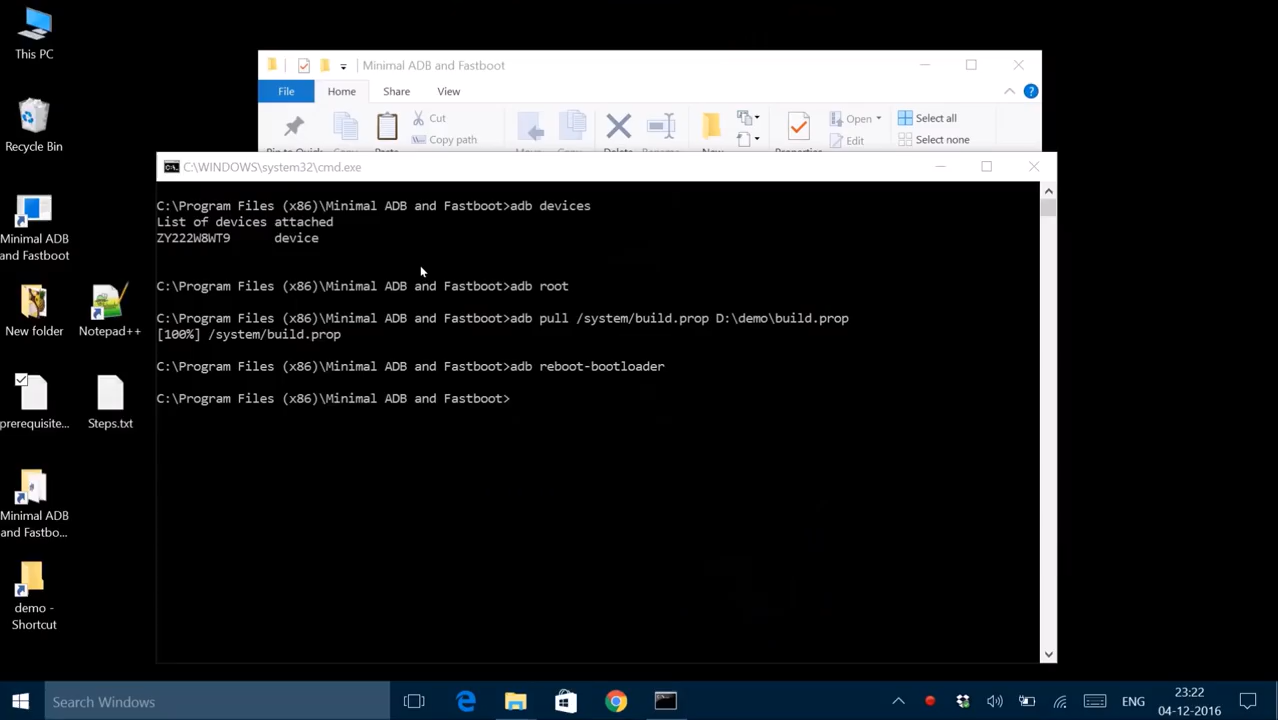 This PC
Recycle Bin
Minimal ADB
and Fastboot
New folder
Notepad++
prerequisite...
Steps.txt
Minimal ADB
and Fastbo...
demo -
Shortcut
Minimal ADB and Fastboot
File Home Share View
Cut
Copy path
Open
Edit
Select all
Select none
C:\WINDOWS\system32\cmd.exe
C:\Program Files (x86)\Minimal ADB and Fastboot>adb devices
List of devices attached
ZY222W8WT9 device
C:\Program Files (x86)\Minimal ADB and Fastboot>adb root
C:\Program Files (x86)\Minimal ADB and Fastboot>adb pull /system/build.prop D:\demo\build.prop
[100%] /system/build.prop
C:\Program Files (x86)\Minimal ADB and Fastboot>adb reboot-bootloader
C:\Program Files (x86)\Minimal ADB and Fastboot>
Search Windows
ENG
23:22
04-12-2016